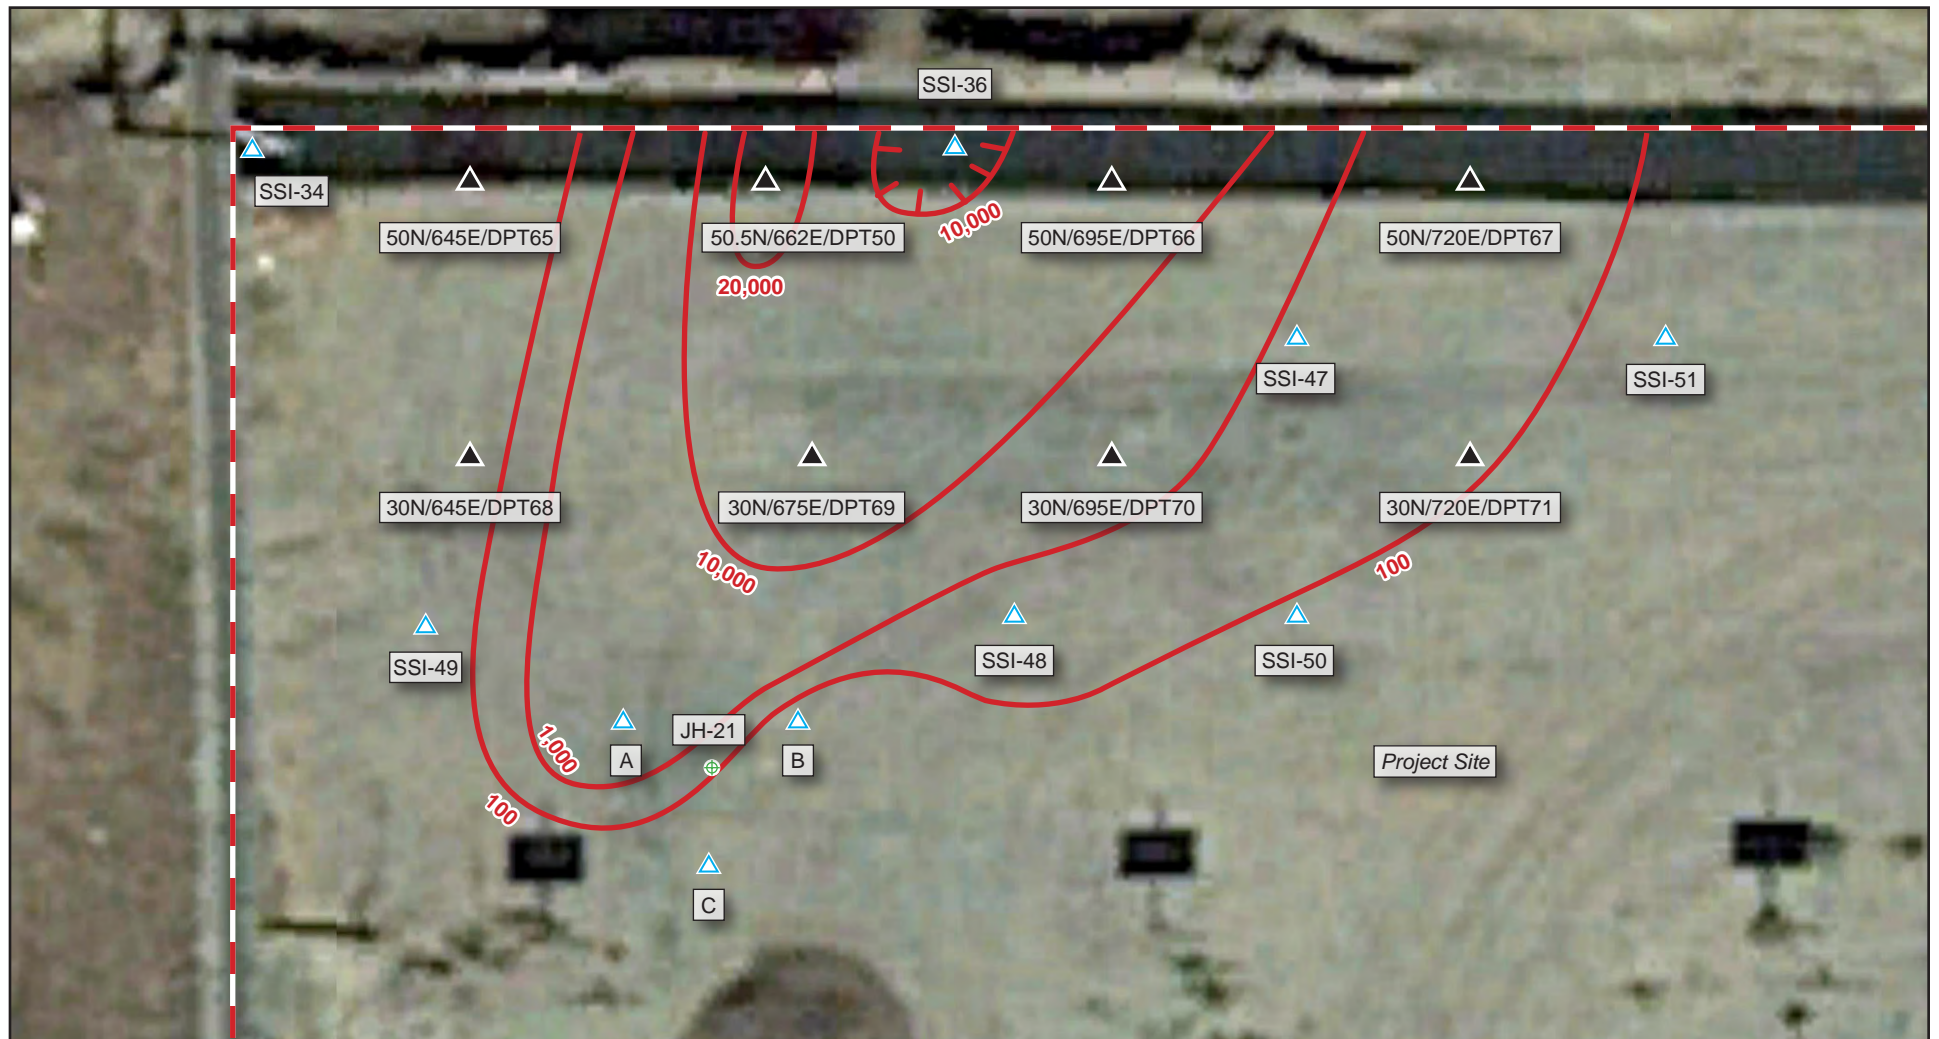 SSI-36
SSI-34
50N/645E/DPT65
50.5N/662E/DPT50
10,000
50N/695E/DPT66
50N/720E/DPT67
20,000
SSI-47
SSI-51
30N/645E/DPT68
30N/675E/DPT69
30N/695E/DPT70
30N/720E/DPT71
10,000
100
SSI-49
SSI-48
SSI-50
JH-21
1,000
A
B
Project Site
100
C